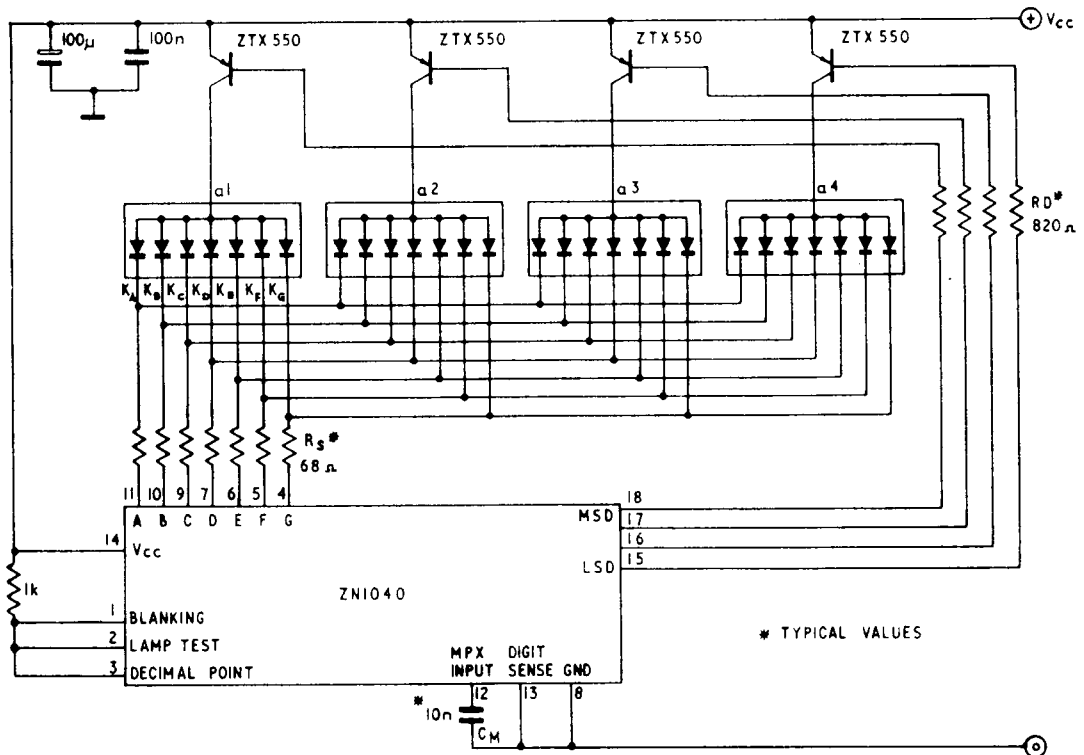 100µ
100n
ZTX 550
ZTX 550
ZTX 550
ZTX 550
+ Vcc
a1
a2
a3
a4
RD*
820 Ω
KA KB KC KD KB KF KG
RS*
68 Ω
11 10 9 7 6 5 4
A B C D E F G
18
MSD
17
16
15
LSD
14
Vcc
1k
ZN1040
1
BLANKING
2
LAMP TEST
3
DECIMAL POINT
* TYPICAL VALUES
MPX DIGIT
INPUT SENSE GND
12 13 8
*
10n
CM